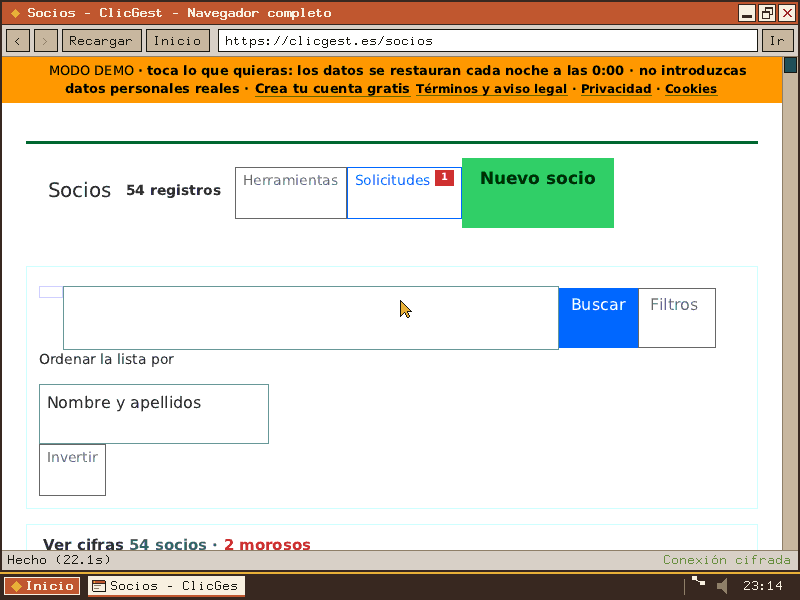 Socios - ClicGest - Navegador completo
< > Recargar Inicio https://clicgest.es/socios Ir
MODO DEMO · toca lo que quieras: los datos se restauran cada noche a las 0:00 · no introduzcas
datos personales reales · Crea tu cuenta gratis Términos y aviso legal · Privacidad · Cookies
Socios 54 registros Herramientas Solicitudes 1 Nuevo socio
Buscar Filtros
Ordenar la lista por
Nombre y apellidos
Invertir
Ver cifras 54 socios · 2 morosos
Hecho (22.1s) Conexión cifrada
Inicio Socios - ClicGes 23:14